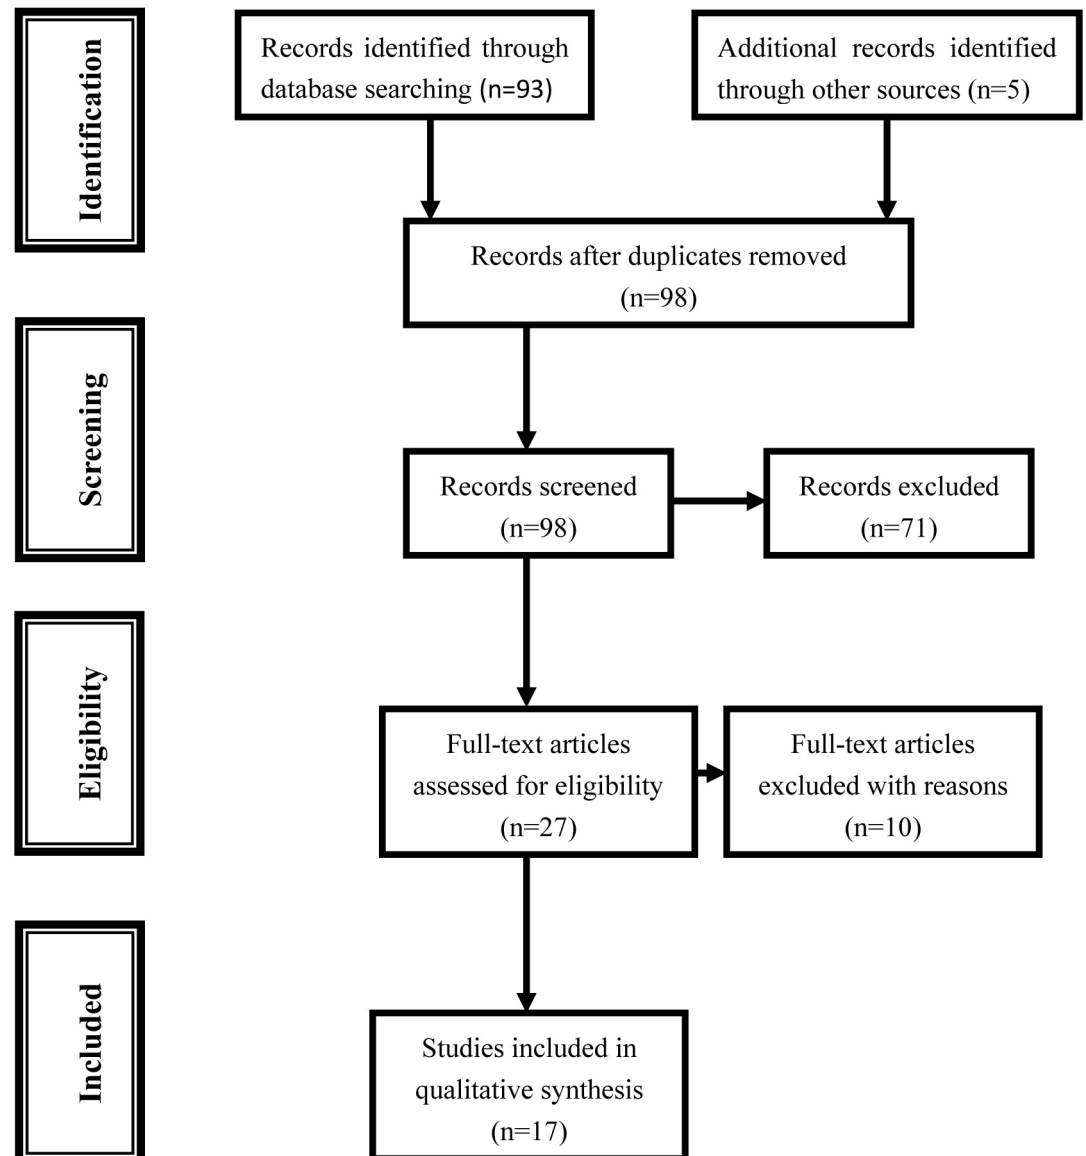 Identification
Records identified through
database searching (n=93)
Additional records identified
through other sources (n=5)
Records after duplicates removed
(n=98)
Screening
Records screened
(n=98)
Records excluded
(n=71)
Eligibility
Full-text articles
assessed for eligibility
(n=27)
Full-text articles
excluded with reasons
(n=10)
Included
Studies included in
qualitative synthesis
(n=17)